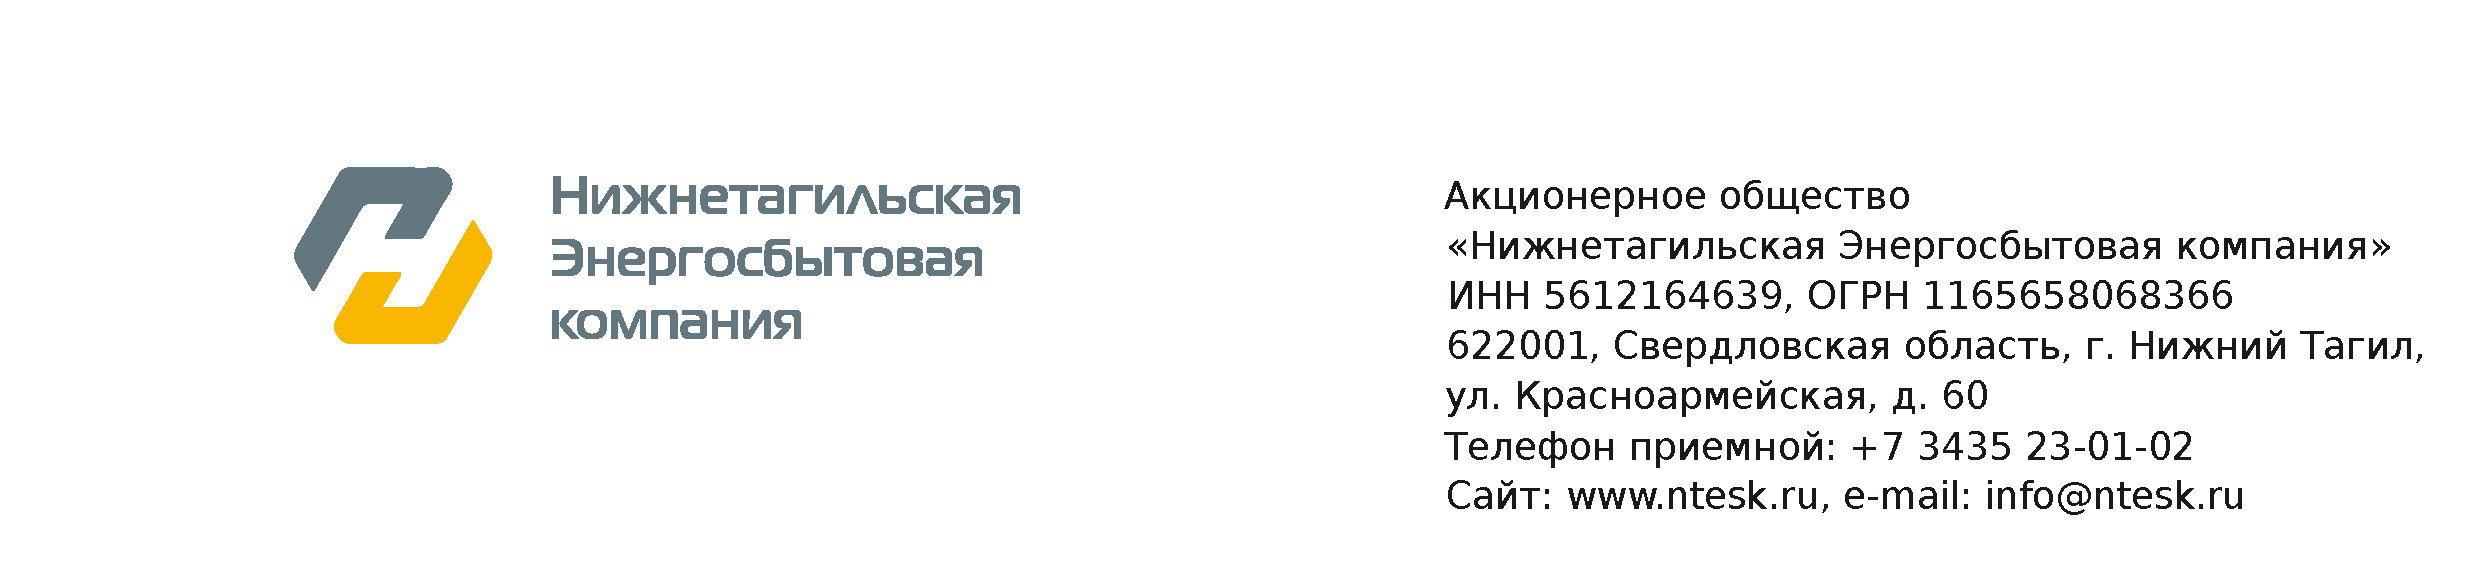 Нижнетагильская
Энергосбытовая
компания
Акционерное общество
«Нижнетагильская Энергосбытовая компания»
ИНН 5612164639, ОГРН 1165658068366
622001, Свердловская область, г. Нижний Тагил,
ул. Красноармейская, д. 60
Телефон приемной: +7 3435 23-01-02
Сайт: www.ntesk.ru, e-mail: info@ntesk.ru